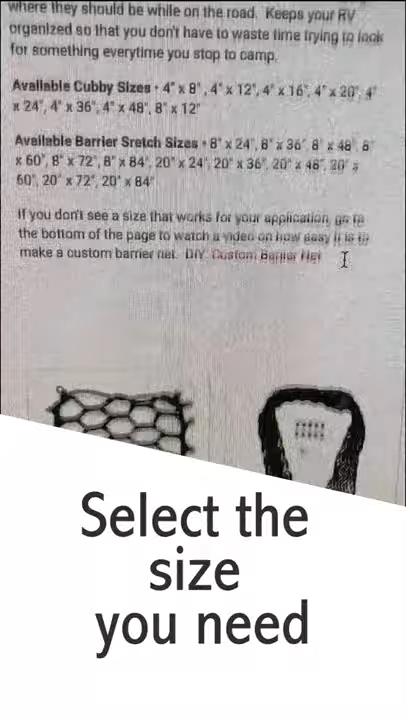 where they should be while on the road. Keeps your RV
organized so that you don't have to waste time trying to look
for something everytime you stop to camp.
Available Cubby Sizes • 4" x 8", 4" x 12", 4" x 16", 4" x 20", 4"
x 24", 4" x 36", 4" x 48", 8" x 12"
Available Barrier Sretch Sizes • 8" x 24", 8" x 36", 8" x 48", 8"
x 60", 8" x 72", 8" x 84", 20" x 24", 20" x 36", 20" x 48", 20" x
60", 20" x 72", 20" x 84"
If you don't see a size that works for your application, go to
the bottom of the page to watch a video on how easy it is to
make a custom barrier net. DIY Custom Barrier Net
Select the
size
you need